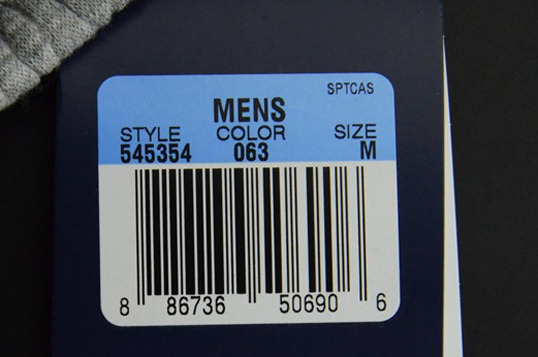 SPTCAS
MENS
STYLE COLOR SIZE
545354 063 M
8 86736 50690 6